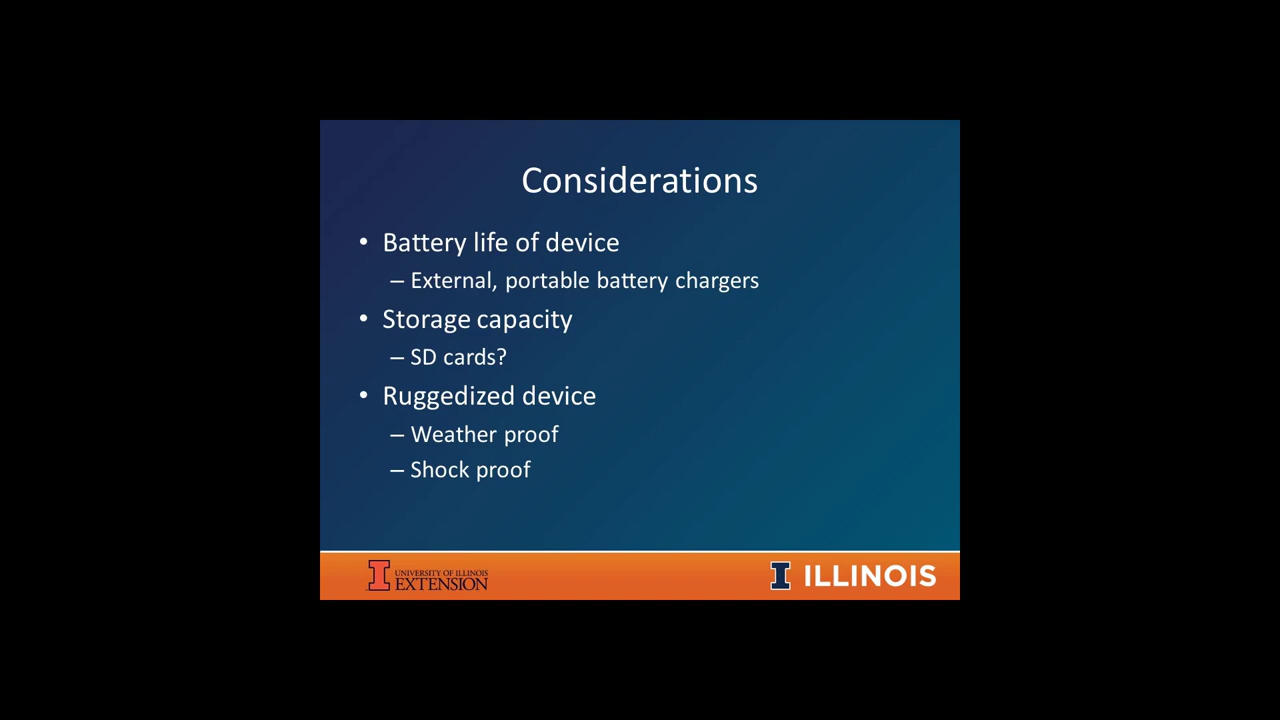 Considerations
• Battery life of device
– External, portable battery chargers
• Storage capacity
– SD cards?
• Ruggedized device
– Weather proof
– Shock proof
I UNIVERSITY OF ILLINOIS
EXTENSION
I ILLINOIS